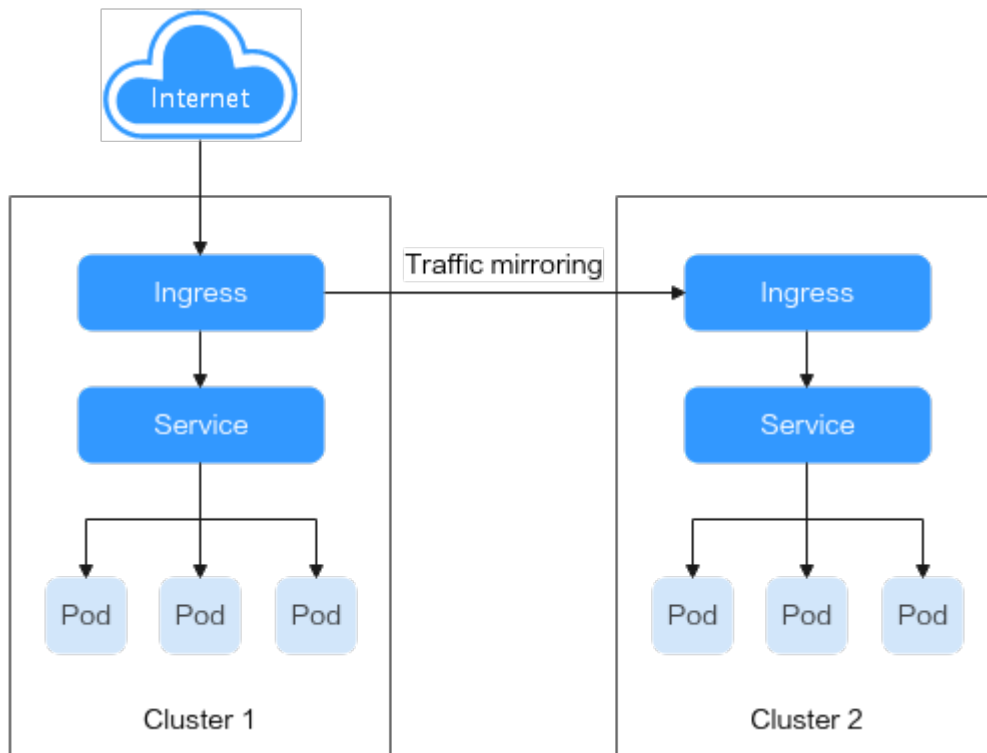 Internet
Traffic mirroring
Ingress
Ingress
Service
Service
Pod
Pod
Pod
Pod
Pod
Pod
Cluster 1
Cluster 2